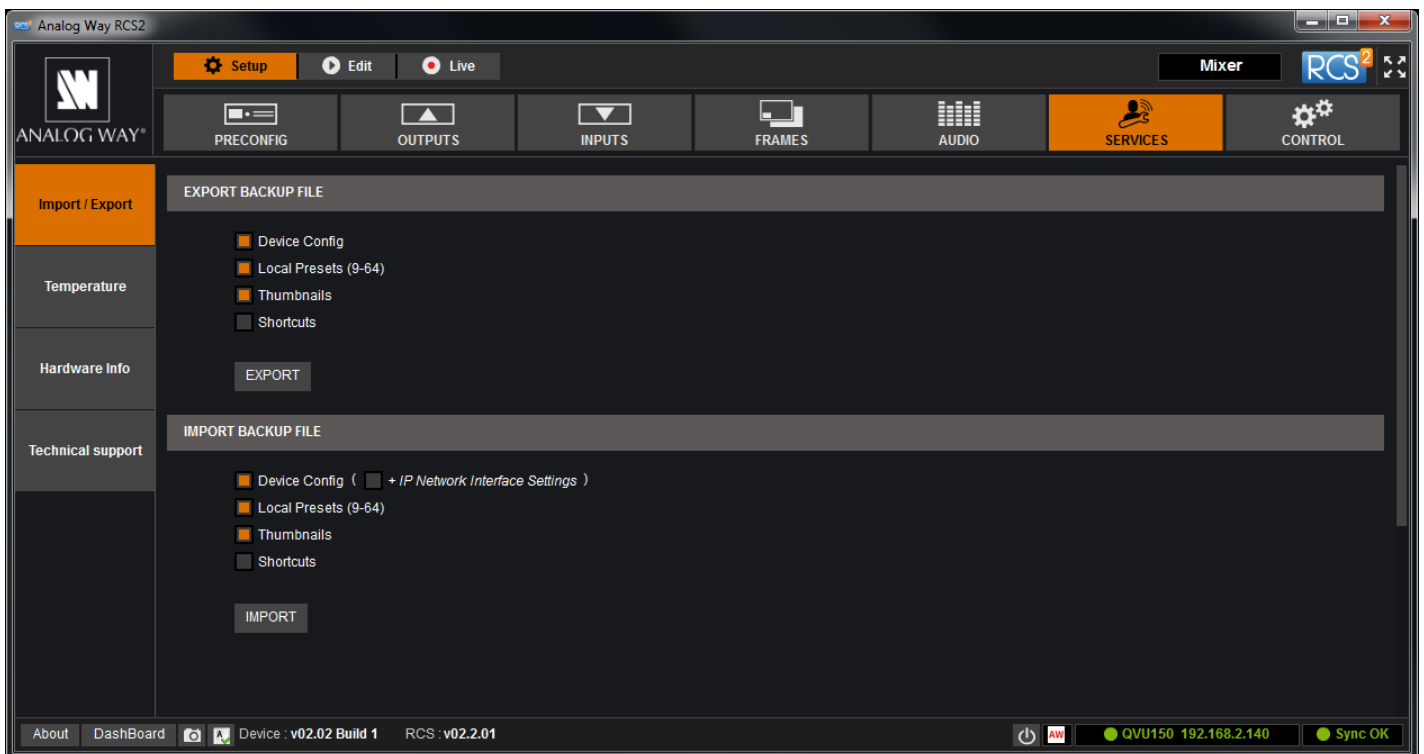 Analog Way RCS2
Setup Edit Live Mixer RCS2
ANALOG WAY®
PRECONFIG OUTPUTS INPUTS FRAMES AUDIO SERVICES CONTROL
Import / Export
Temperature
Hardware Info
Technical support
EXPORT BACKUP FILE
Device Config
Local Presets (9-64)
Thumbnails
Shortcuts
EXPORT
IMPORT BACKUP FILE
Device Config ( + IP Network Interface Settings )
Local Presets (9-64)
Thumbnails
Shortcuts
IMPORT
About DashBoard Device : v02.02 Build 1 RCS : v02.2.01 AW QVU150 192.168.2.140 Sync OK